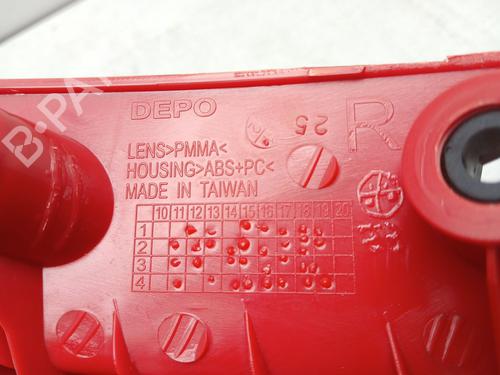 DEPO
25
R
LENS>PMMA<
HOUSING>ABS+PC<
MADE IN TAIWAN
10 11 12 13 14 15 16 17 18 19 20
1
2
3
4
B-PARTS